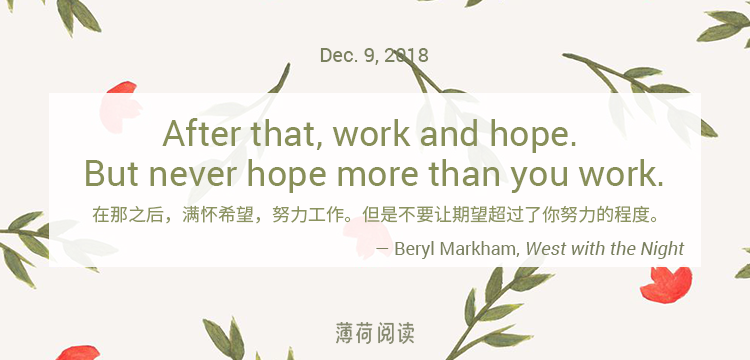 Dec. 9, 2018
After that, work and hope.
But never hope more than you work.
在那之后，满怀希望，努力工作。但是不要让期望超过了你努力的程度。
— Beryl Markham, West with the Night
薄荷阅读